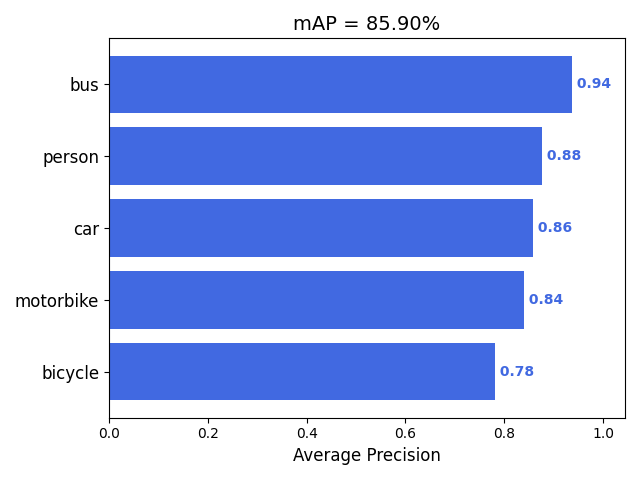 mAP = 85.90%
bus 0.94
person 0.88
car 0.86
motorbike 0.84
bicycle 0.78
0.0 0.2 0.4 0.6 0.8 1.0
Average Precision